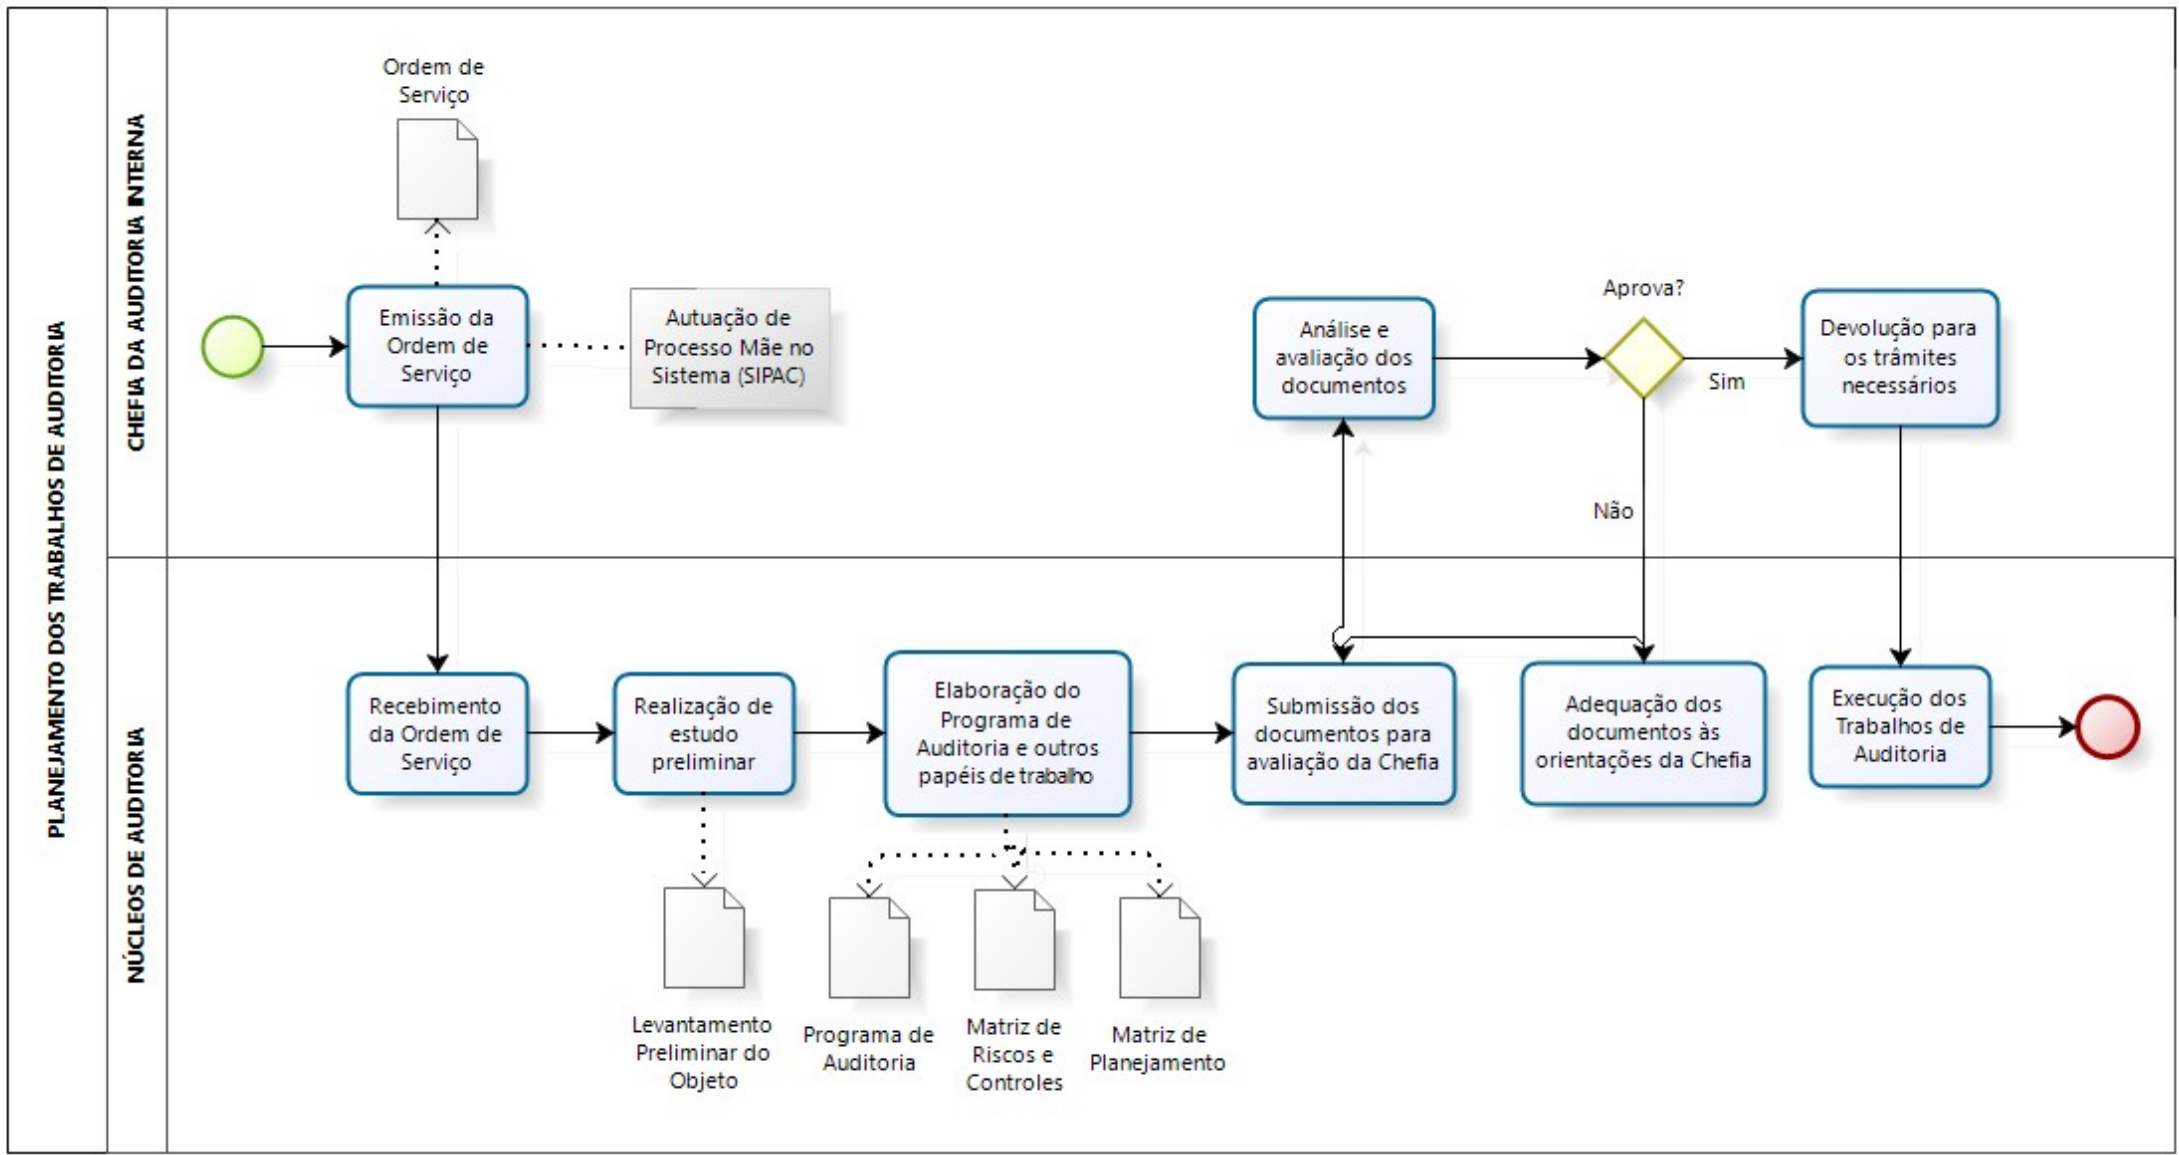 PLANEJAMENTO DOS TRABALHOS DE AUDITORIA
CHEFIA DA AUDITORIA INTERNA
Ordem de
Serviço
Emissão da
Ordem de
Serviço
Autuação de
Processo Mãe no
Sistema (SIPAC)
Análise e
avaliação dos
documentos
Aprova?
Sim
Não
Devolução para
os trâmites
necessários
NÚCLEOS DE AUDITORIA
Recebimento
da Ordem de
Serviço
Realização de
estudo
preliminar
Elaboração do
Programa de
Auditoria e outros
papéis de trabalho
Submissão dos
documentos para
avaliação da Chefia
Adequação dos
documentos às
orientações da Chefia
Execução dos
Trabalhos de
Auditoria
Levantamento
Preliminar do
Objeto
Programa de
Auditoria
Matriz de
Riscos e
Controles
Matriz de
Planejamento